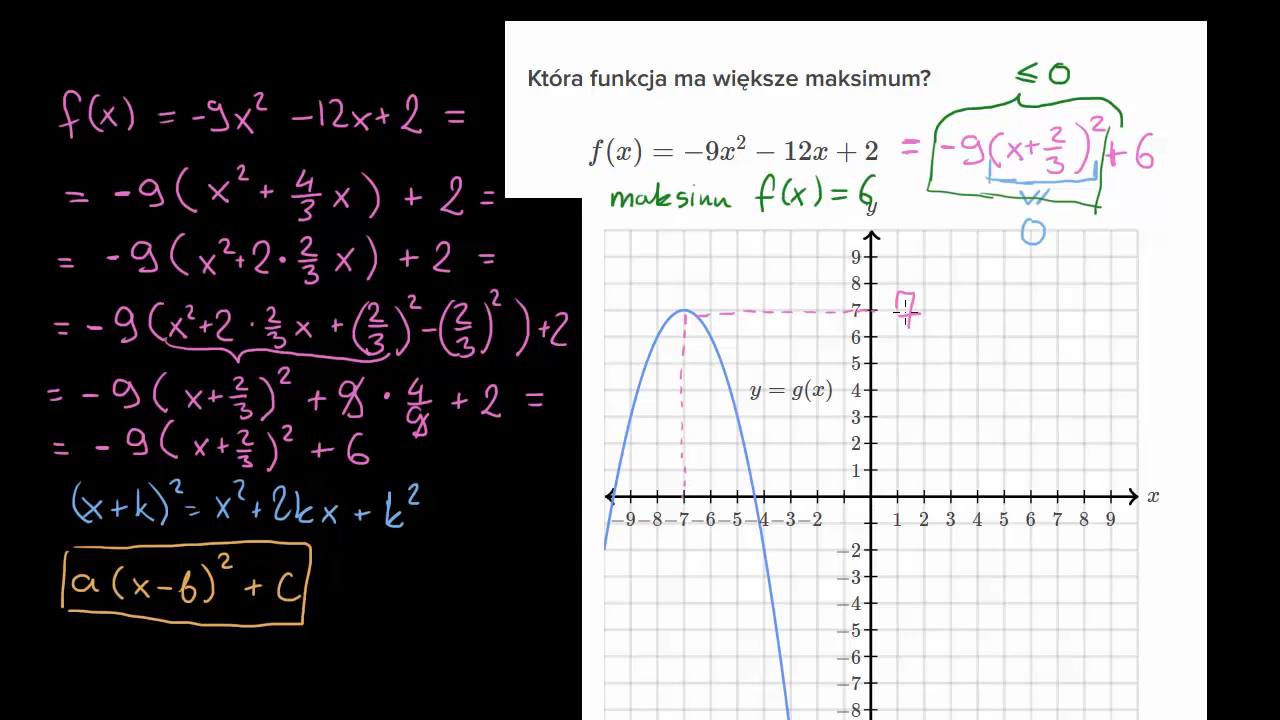 f(x) = -9x² -12x+2 =
= -9(x² + 4/3 x) + 2 =
= -9(x²+2·2/3 x) + 2 =
= -9(x²+2·2/3 x + (2/3)² - (2/3)²) +2
= -9(x+2/3)² + 9·4/9 + 2 =
= -9(x+2/3)² + 6
(x+k)² = x²+2kx+k²
a(x-b)² + C
Która funkcja ma większe maksimum?
≤ 0
f(x) = −9x² − 12x + 2 = -9(x+2/3)² + 6
maksimu f(x) = 6
0
y
9
8
7 7
6
5
y = g(x) 4
3
2
1
x
−9 −8 −7 −6 −5 −4 −3 −2 1 2 3 4 5 6 7 8 9
−2
−3
−4
−5
−6
−7
−8